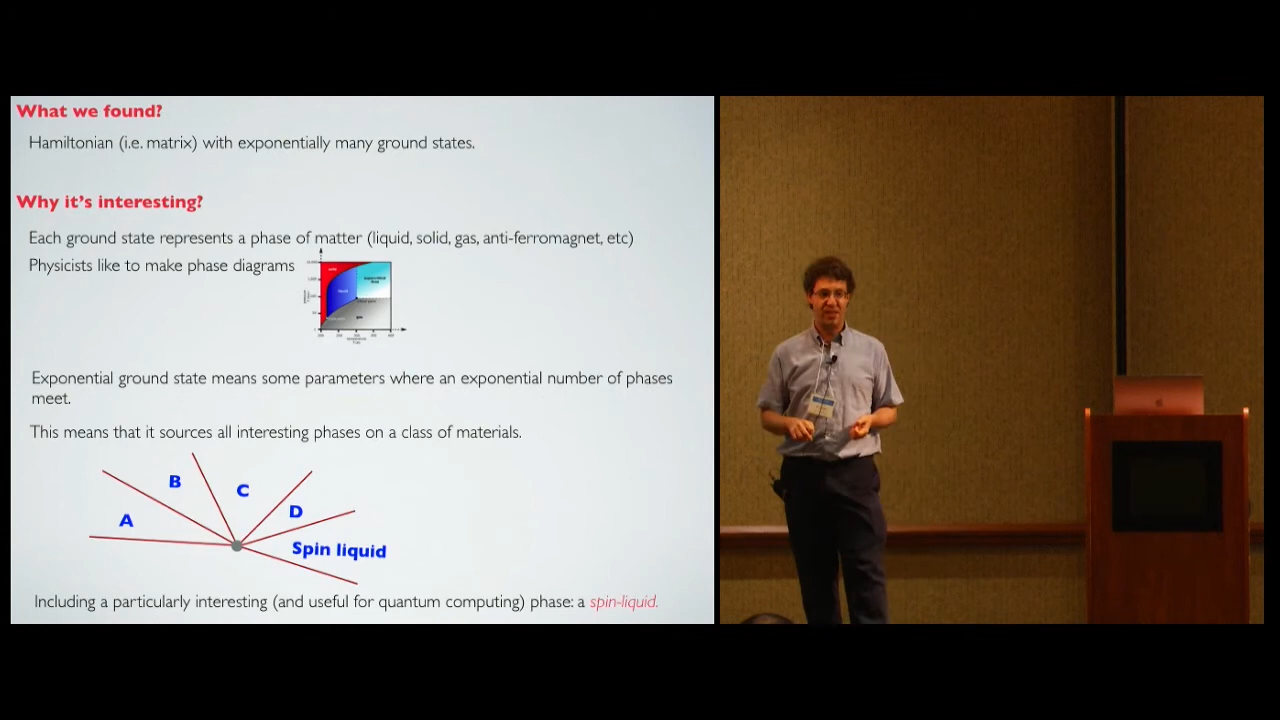 What we found?
Hamiltonian (i.e. matrix) with exponentially many ground states.
Why it's interesting?
Each ground state represents a phase of matter (liquid, solid, gas, anti-ferromagnet, etc)
Physicists like to make phase diagrams
Exponential ground state means some parameters where an exponential number of phases
meet.
This means that it sources all interesting phases on a class of materials.
B
C
A
D
Spin liquid
Including a particularly interesting (and useful for quantum computing) phase: a spin-liquid.